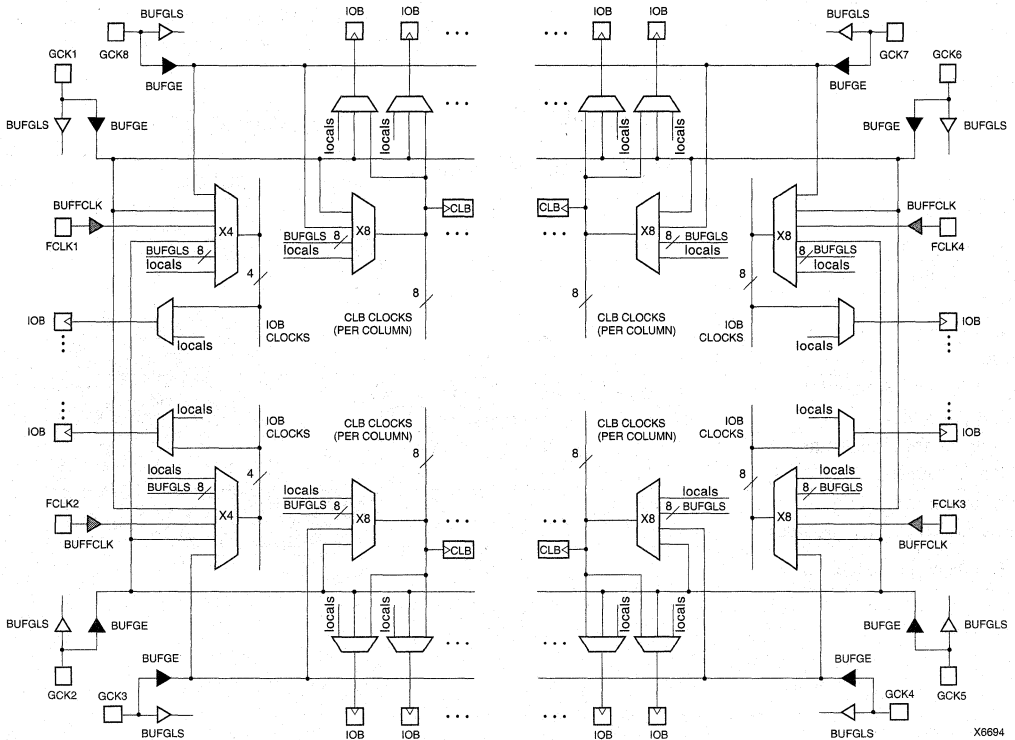 BUFGLS
IOB
IOB
IOB
IOB
BUFGLS
GCK1
GCK8
GCK7
GCK6
BUFGE
BUFGE
BUFGLS
BUFGE
locals
locals
locals
locals
BUFGE
BUFGLS
BUFFCLK
CLB
CLB
BUFFCLK
FCLK1
X4
BUFGLS 8
locals
BUFGLS 8
locals
X8
X8
8 BUFGLS
locals
X8
8 BUFGLS
locals
FCLK4
4
8
8
8
IOB
locals
IOB
CLOCKS
CLB CLOCKS
(PER COLUMN)
CLB CLOCKS
(PER COLUMN)
IOB
CLOCKS
locals
IOB
IOB
locals
IOB
CLOCKS
CLB CLOCKS
(PER COLUMN)
CLB CLOCKS
(PER COLUMN)
IOB
CLOCKS
locals
IOB
4
8
8
8
locals
BUFGLS 8
locals
BUFGLS 8
locals
8 BUFGLS
locals
8 BUFGLS
FCLK2
X4
X8
X8
X8
FCLK3
BUFFCLK
CLB
CLB
BUFFCLK
BUFGLS
BUFGE
locals
locals
locals
locals
BUFGE
BUFGLS
GCK2
BUFGE
BUFGE
GCK5
GCK3
GCK4
BUFGLS
IOB
IOB
IOB
IOB
BUFGLS
X6694